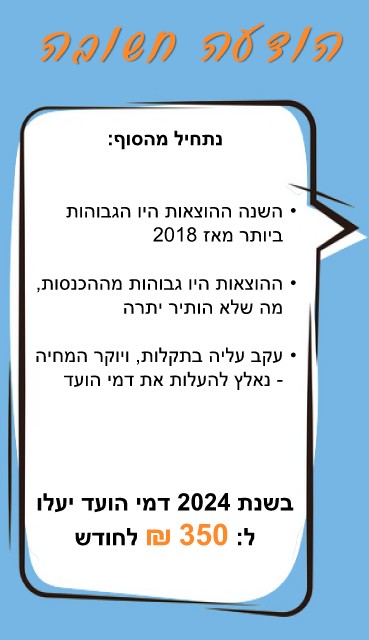 הודעה חשובה
נתחיל מהסוף:
• השנה ההוצאות היו הגבוהות
ביותר מאז 2018
• ההוצאות היו גבוהות מההכנסות,
מה שלא הותיר יתרה
• עקב עליה בתקלות, ויוקר המחיה
- נאלץ להעלות את דמי הועד
בשנת 2024 דמי הועד יעלו
ל: 350 ₪ לחודש